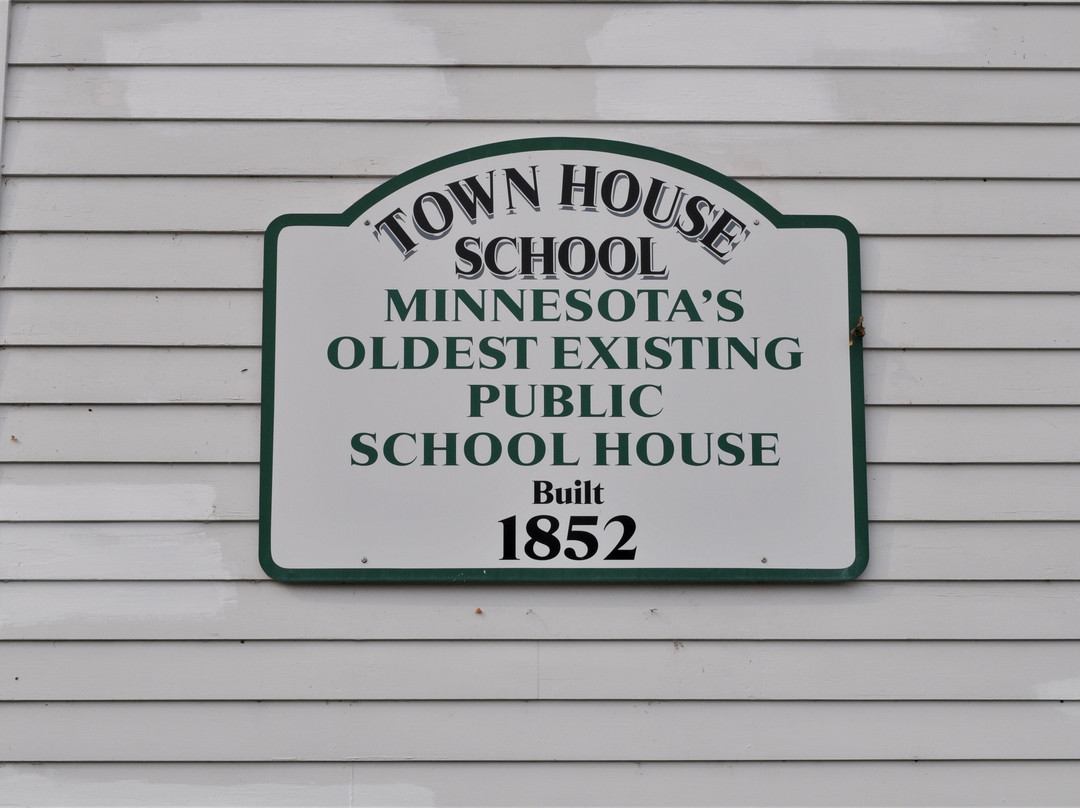 TOWN HOUSE
SCHOOL
MINNESOTA'S
OLDEST EXISTING
PUBLIC
SCHOOL HOUSE
Built
1852